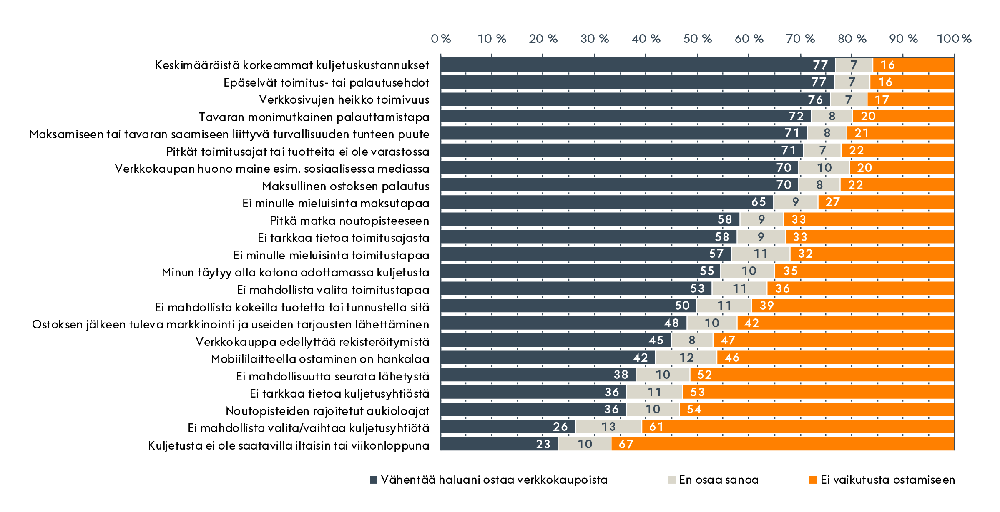 0 % 10 % 20 % 30 % 40 % 50 % 60 % 70 % 80 % 90 % 100 %
Keskimääräistä korkeammat kuljetuskustannukset 77 7 16
Epäselvät toimitus- tai palautusehdot 77 7 16
Verkkosivujen heikko toimivuus 76 7 17
Tavaran monimutkainen palauttamistapa 72 8 20
Maksamiseen tai tavaran saamiseen liittyvä turvallisuuden tunteen puute 71 8 21
Pitkät toimitusajat tai tuotteita ei ole varastossa 71 7 22
Verkkokaupan huono maine esim. sosiaalisessa mediassa 70 10 20
Maksullinen ostoksen palautus 70 8 22
Ei minulle mieluisinta maksutapaa 65 9 27
Pitkä matka noutopisteeseen 58 9 33
Ei tarkkaa tietoa toimitusajasta 58 9 33
Ei minulle mieluisinta toimitustapaa 57 11 32
Minun täytyy olla kotona odottamassa kuljetusta 55 10 35
Ei mahdollista valita toimitustapaa 53 11 36
Ei mahdollista kokeilla tuotetta tai tunnustella sitä 50 11 39
Ostoksen jälkeen tuleva markkinointi ja useiden tarjousten lähettäminen 48 10 42
Verkkokauppa edellyttää rekisteröitymistä 45 8 47
Mobiililaitteella ostaminen on hankalaa 42 12 46
Ei mahdollisuutta seurata lähetystä 38 10 52
Ei tarkkaa tietoa kuljetusyhtiöstä 36 11 53
Noutopisteiden rajoitetut aukioloajat 36 10 54
Ei mahdollista valita/vaihtaa kuljetusyhtiötä 26 13 61
Kuljetusta ei ole saatavilla iltaisin tai viikonloppuna 23 10 67
Vähentää haluani ostaa verkkokaupoista En osaa sanoa Ei vaikutusta ostamiseen